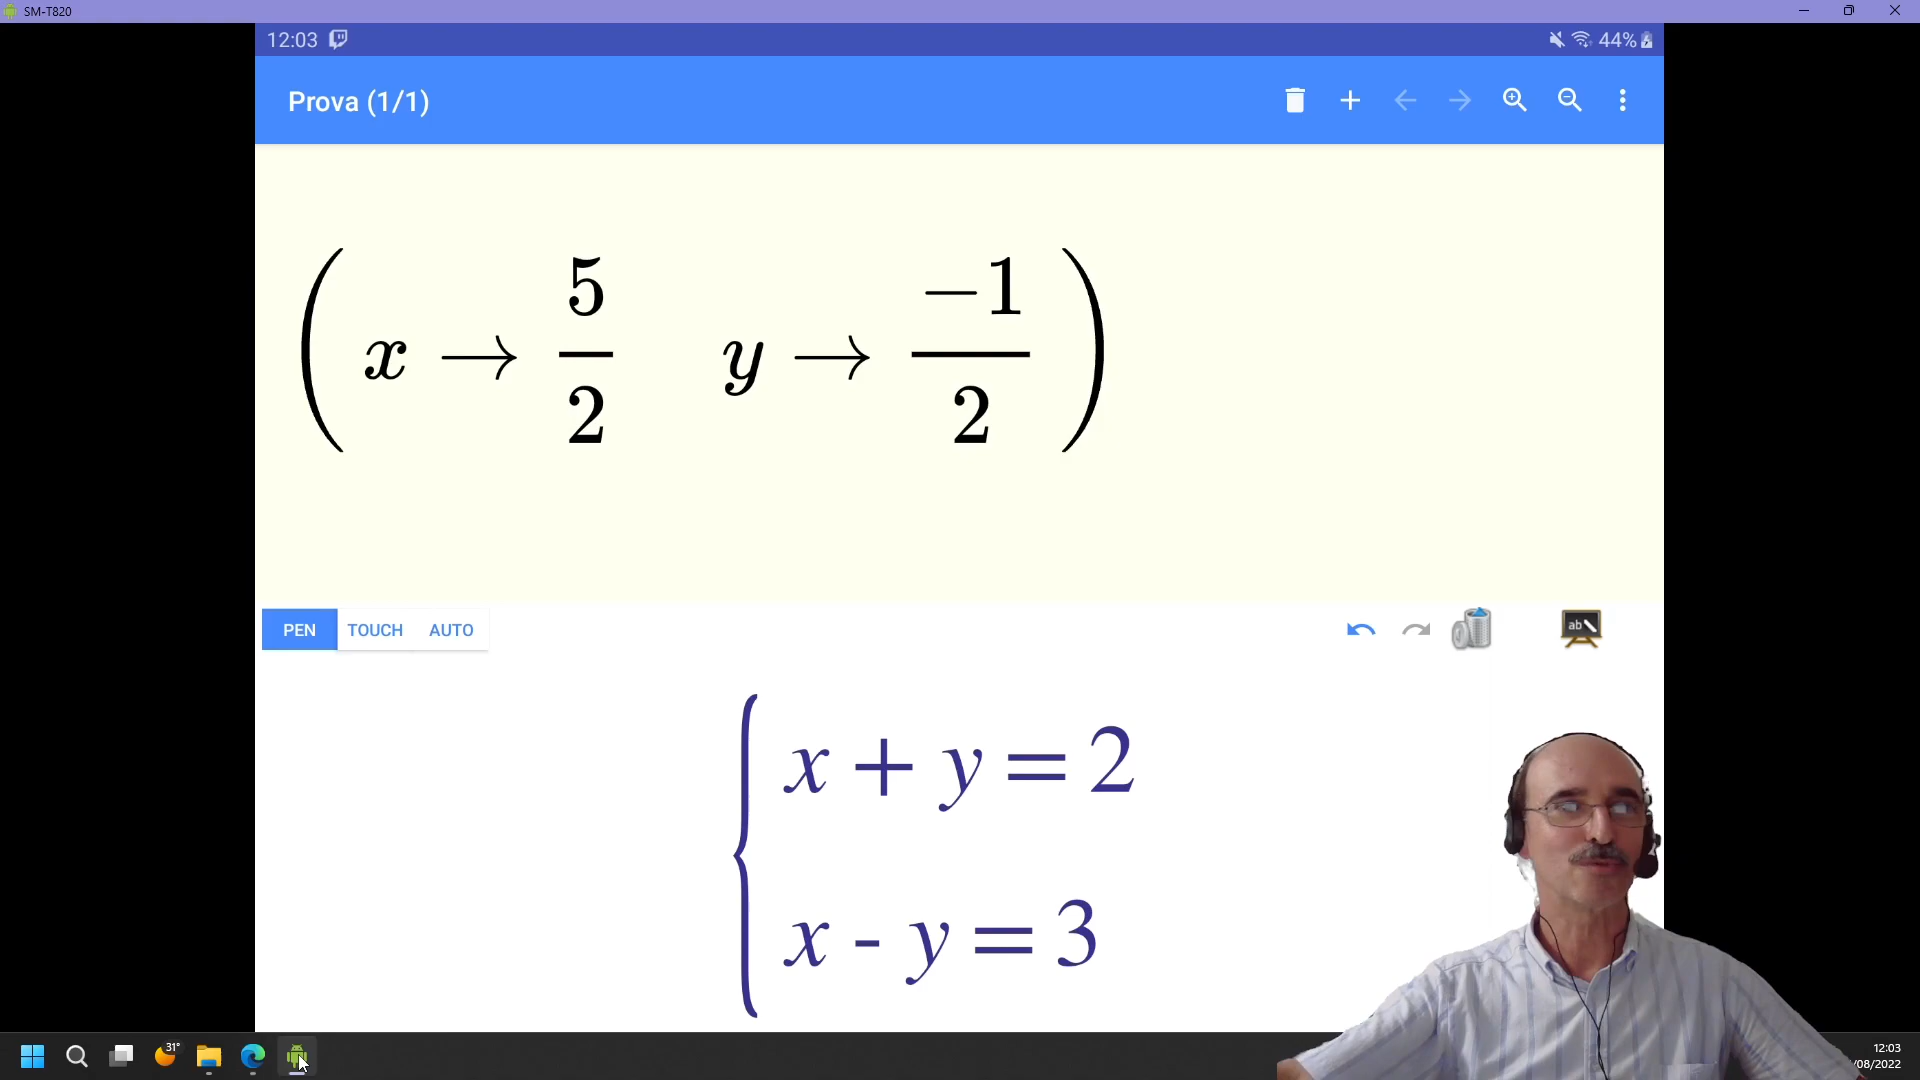 SM-T820
12:03 44%
Prova (1/1)
( x → 5/2 y → -1/2 )
PEN TOUCH AUTO
ab
{ x + y = 2
x - y = 3
31°
12:03
/08/2022